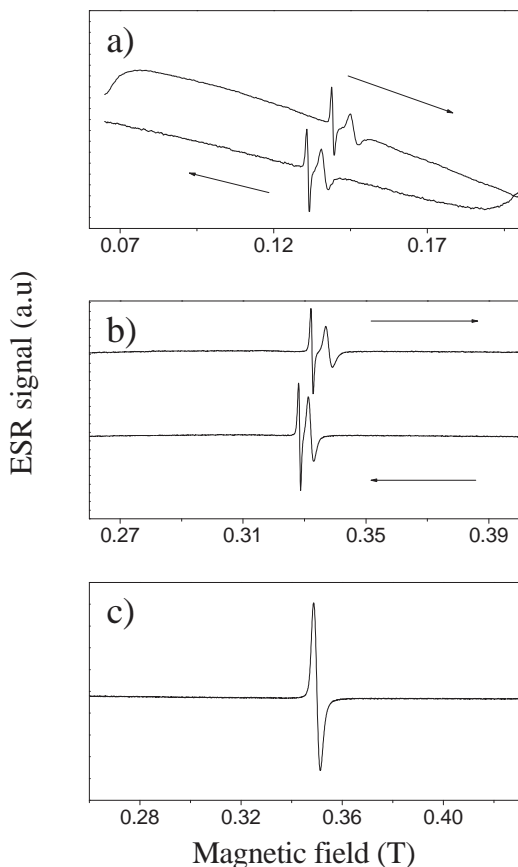 a)
0.07 0.12 0.17
b)
0.27 0.31 0.35 0.39
c)
0.28 0.32 0.36 0.40
ESR signal (a.u)
Magnetic field (T)